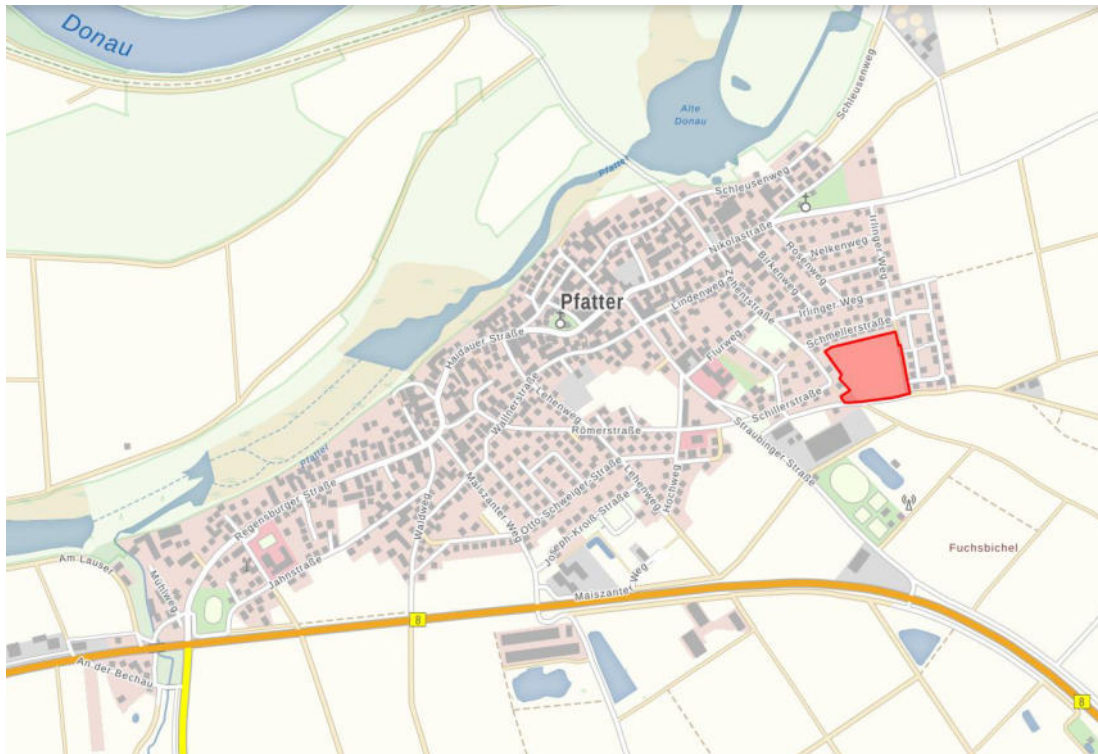 Donau
Schleusenweg
Alte
Donau
Pfatter
Schleusenweg
Nikolastraße
Irlinger Weg
Nelkenweg
Rosenweg
Birkenweg
Zehentstraße
Lindenweg
Pfatter
Irlinger Weg
Schmellerstraße
Haidauer Straße
Flurweg
Wallnerstraße
Lehenweg
Schillerstraße
Römerstraße
Straubinger-Straße
Pfatter
Otto-Schweiger-Straße
Lehenweg
Hochweg
Maiszanter Weg
Regensburger Straße
Waldweg
Joseph-Kroiß-Straße
Fuchsbichel
Am Lauser
Mühlweg
Jahnstraße
Maiszanter Weg
8
An der Bechau
8